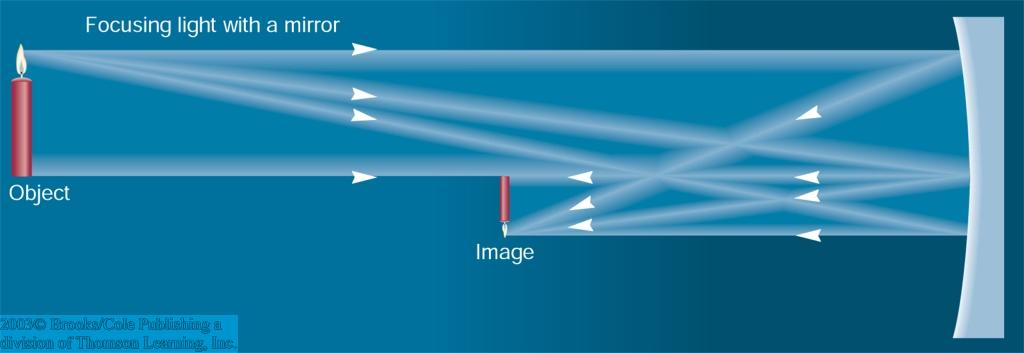 Focusing light with a mirror
Object
Image
2003© Brooks/Cole Publishing a
division of Thomson Learning, Inc.